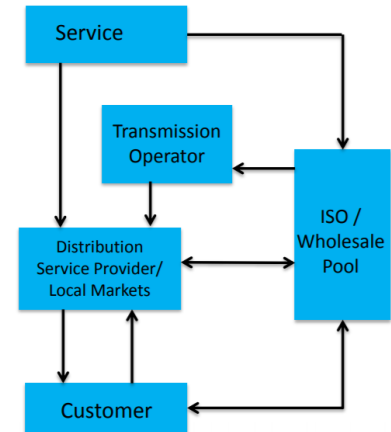 Service
Transmission
Operator
ISO /
Wholesale
Pool
Distribution
Service Provider/
Local Markets
Customer